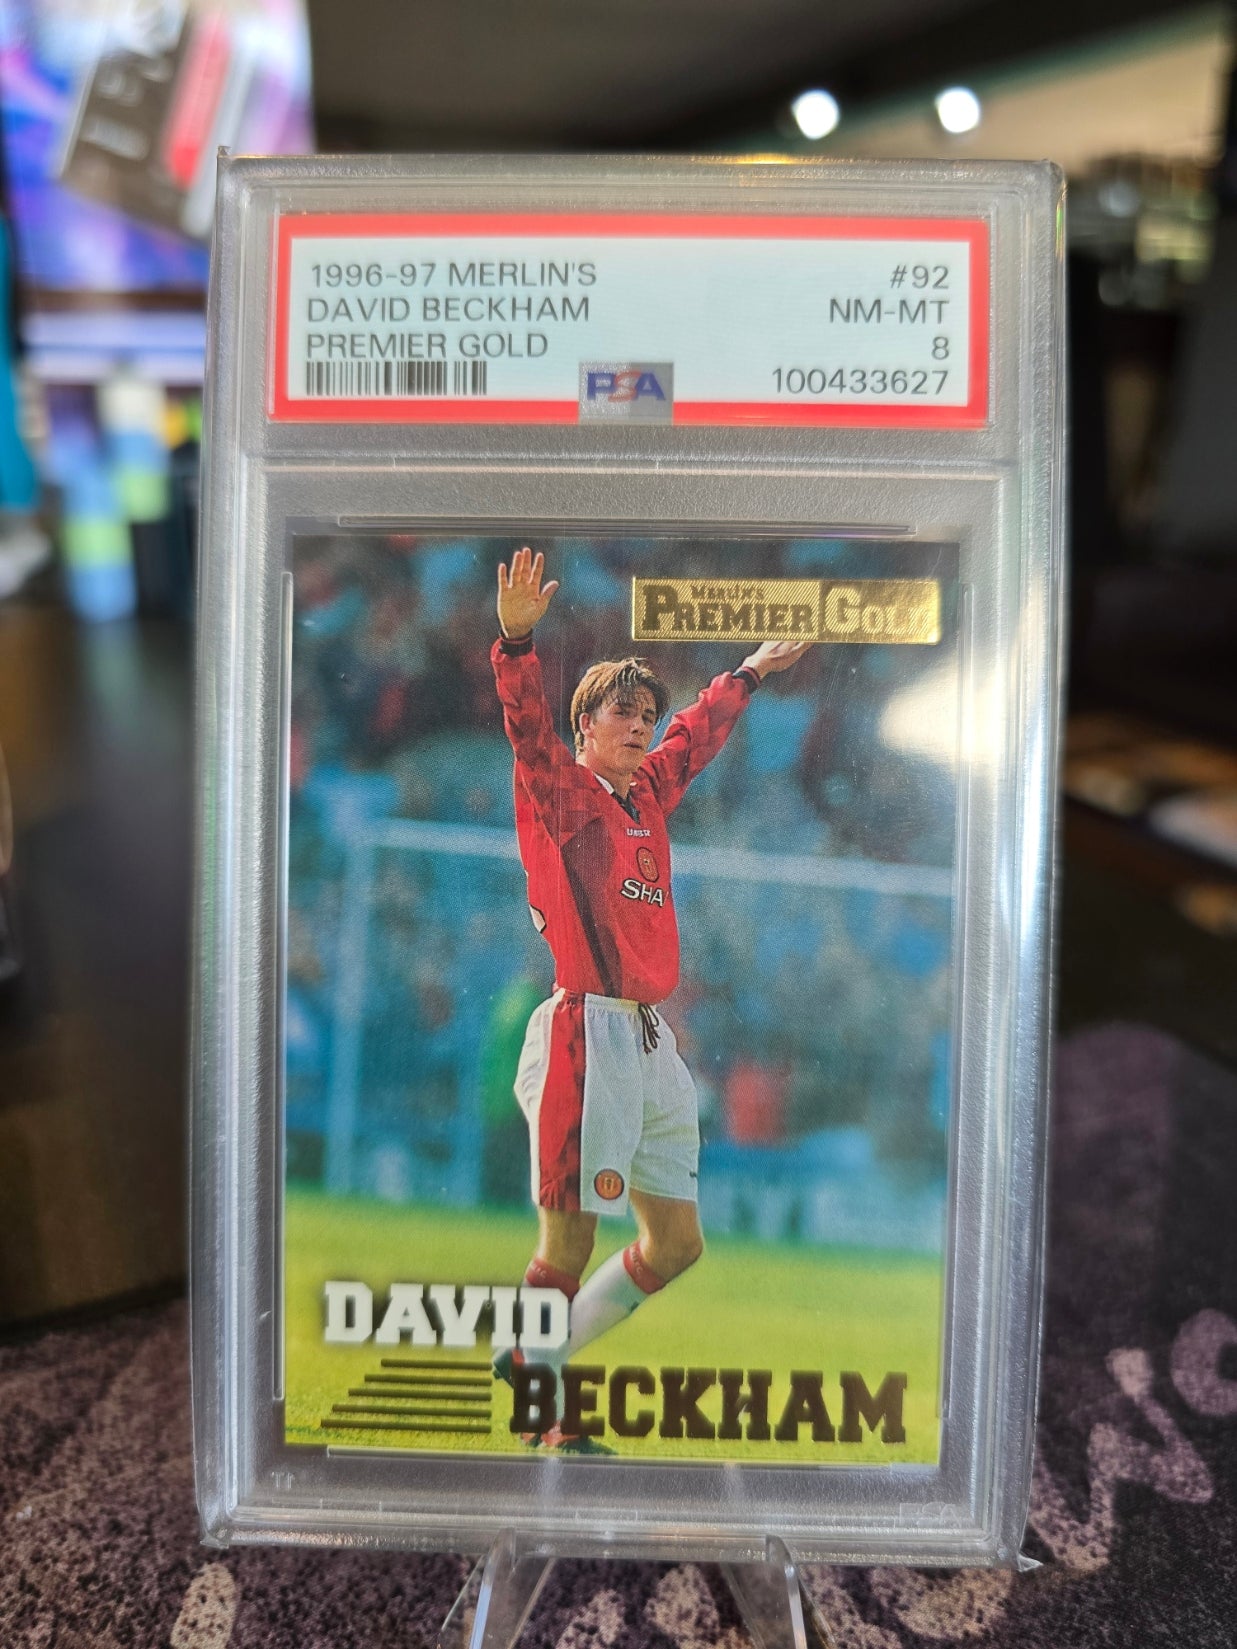 1996-97 MERLIN'S
#92
DAVID BECKHAM
NM-MT
PREMIER GOLD
8
PSA
100433627
MERLIN'S
PREMIER GOLD
UMBRO
SHA
DAVID
BECKHAM